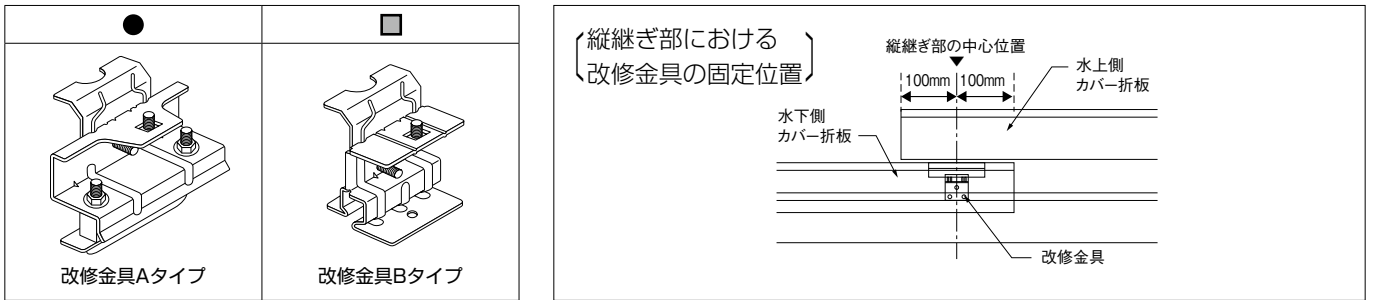 改修金具Aタイプ
改修金具Bタイプ
縦継ぎ部における
改修金具の固定位置
縦継ぎ部の中心位置
100mm
100mm
水上側
カバー折板
水下側
カバー折板
改修金具